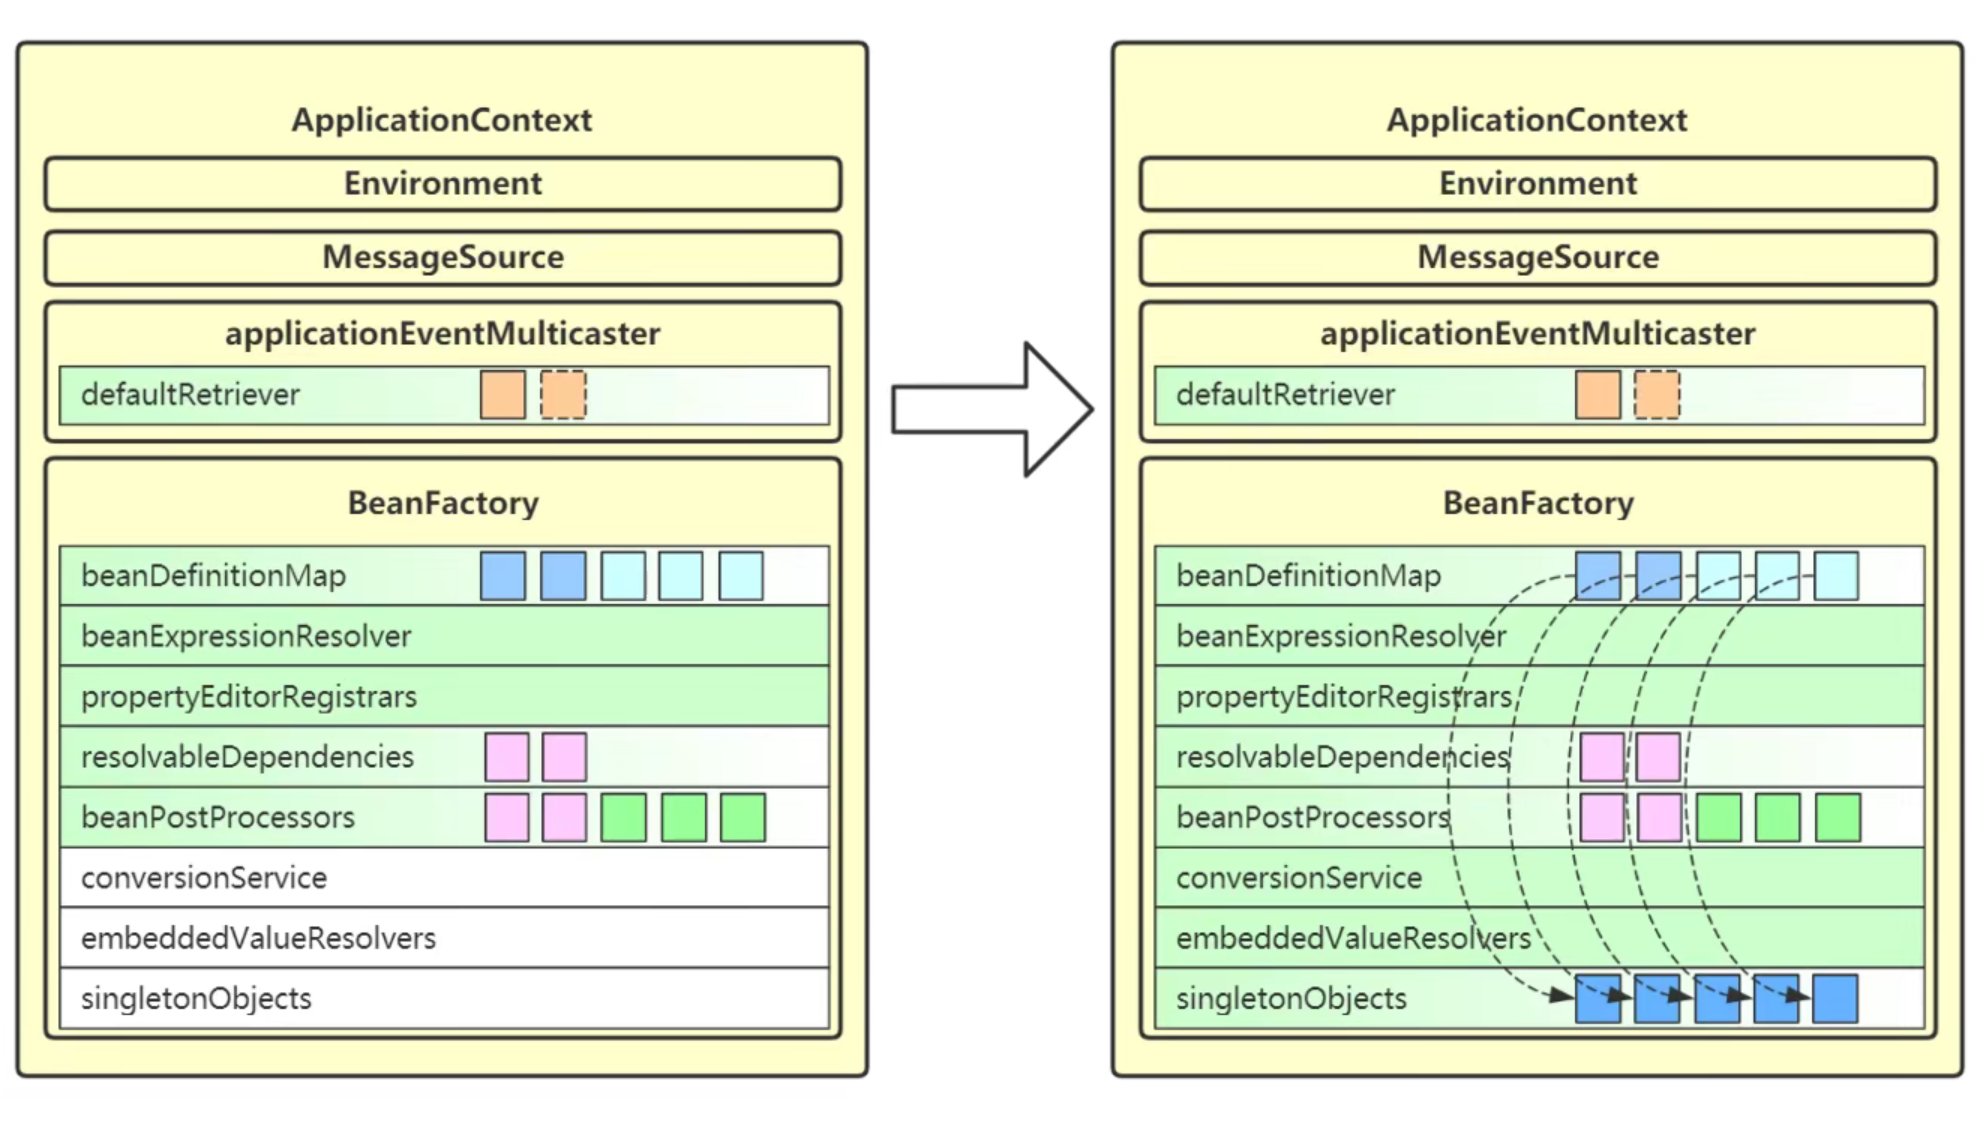 ApplicationContext
Environment
MessageSource
applicationEventMulticaster
defaultRetriever
BeanFactory
beanDefinitionMap
beanExpressionResolver
propertyEditorRegistrars
resolvableDependencies
beanPostProcessors
conversionService
embeddedValueResolvers
singletonObjects
ApplicationContext
Environment
MessageSource
applicationEventMulticaster
defaultRetriever
BeanFactory
beanDefinitionMap
beanExpressionResolver
propertyEditorRegistrars
resolvableDependencies
beanPostProcessors
conversionService
embeddedValueResolvers
singletonObjects